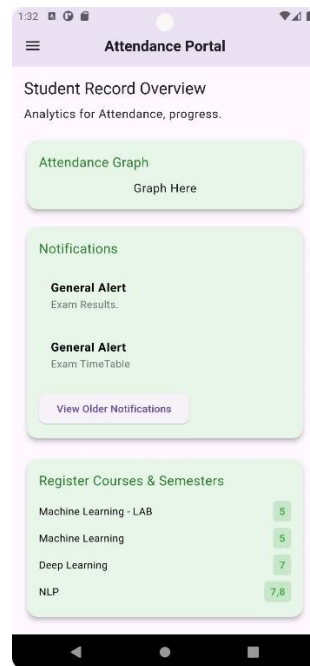 1:32
Attendance Portal
Student Record Overview
Analytics for Attendance, progress.
Attendance Graph
Graph Here
Notifications
General Alert
Exam Results.
General Alert
Exam TimeTable
View Older Notifications
Register Courses & Semesters
Machine Learning - LAB 5
Machine Learning 5
Deep Learning 7
NLP 7,8